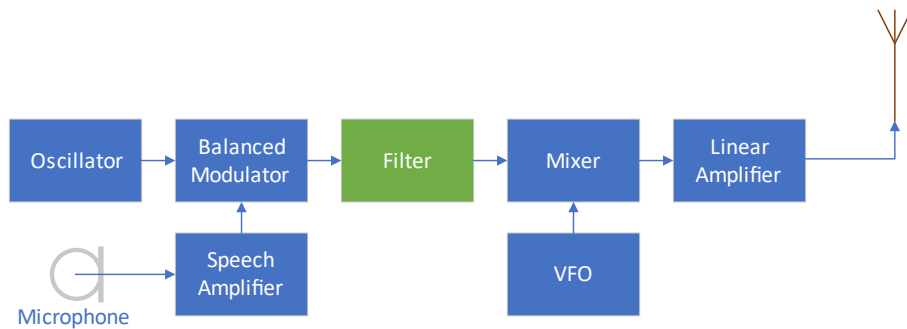 Oscillator
Balanced
Modulator
Filter
Mixer
Linear
Amplifier
Speech
Amplifier
VFO
Microphone